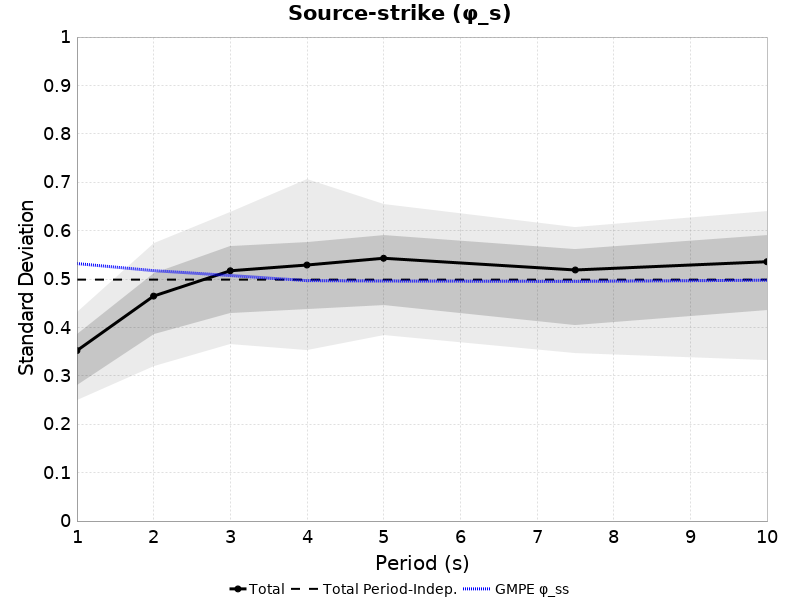 Source-strike (φ_s)
Standard Deviation
1
0.9
0.8
0.7
0.6
0.5
0.4
0.3
0.2
0.1
0
1 2 3 4 5 6 7 8 9 10
Period (s)
Total Total Period-Indep. GMPE φ_ss